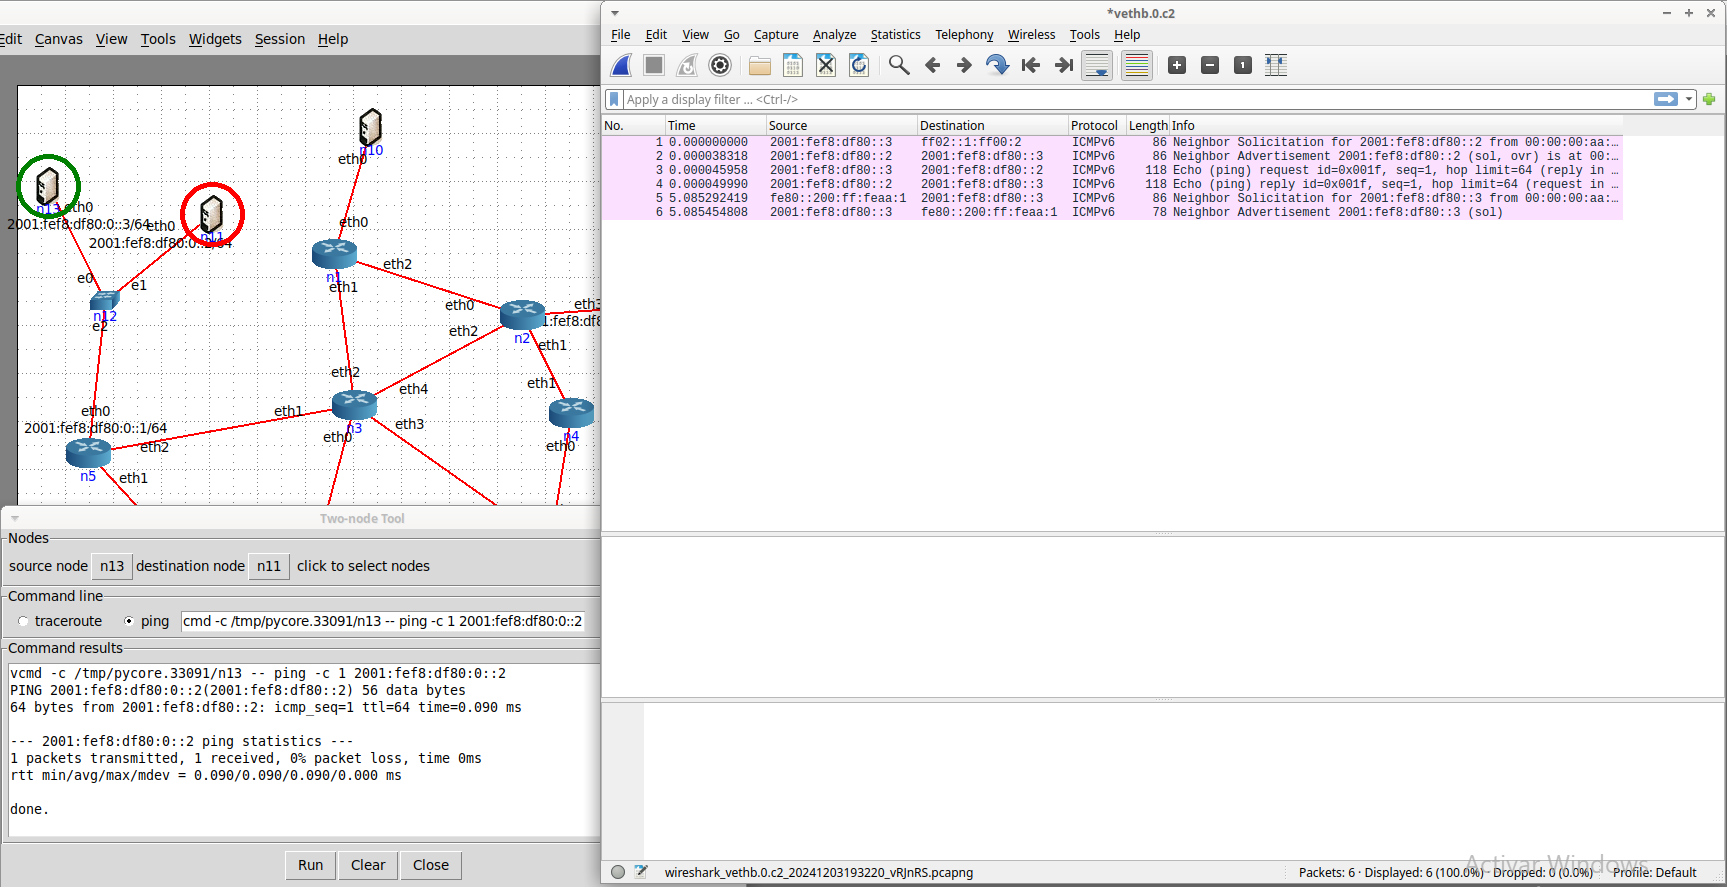 Edit Canvas View Tools Widgets Session Help
n10
eth0
n13
eth0
2001:fef8:df80:0::3/64
eth0
n11
2001:fef8:df80:0::2/64
eth0
n1
eth2
eth1
e0
e1
n12
e2
eth0
eth3
n2
eth2
eth1
eth2
eth1
eth4
eth0
2001:fef8:df80:0::1/64
eth1
n3
eth3
eth0
n4
eth0
eth2
n5
eth1
Two-node Tool
Nodes
source node n13 destination node n11 click to select nodes
Command line
traceroute ping cmd -c /tmp/pycore.33091/n13 -- ping -c 1 2001:fef8:df80:0::2
Command results
vcmd -c /tmp/pycore.33091/n13 -- ping -c 1 2001:fef8:df80:0::2
PING 2001:fef8:df80:0::2(2001:fef8:df80::2) 56 data bytes
64 bytes from 2001:fef8:df80::2: icmp_seq=1 ttl=64 time=0.090 ms
--- 2001:fef8:df80:0::2 ping statistics ---
1 packets transmitted, 1 received, 0% packet loss, time 0ms
rtt min/avg/max/mdev = 0.090/0.090/0.090/0.000 ms
done.
Run Clear Close
*vethb.0.c2
File Edit View Go Capture Analyze Statistics Telephony Wireless Tools Help
Apply a display filter ... <Ctrl-/>
No. Time Source Destination Protocol Length Info
1 0.000000000 2001:fef8:df80::3 ff02::1:ff00:2 ICMPv6 86 Neighbor Solicitation for 2001:fef8:df80::2 from 00:00:00:aa:…
2 0.000038318 2001:fef8:df80::2 2001:fef8:df80::3 ICMPv6 86 Neighbor Advertisement 2001:fef8:df80::2 (sol, ovr) is at 00:…
3 0.000045958 2001:fef8:df80::3 2001:fef8:df80::2 ICMPv6 118 Echo (ping) request id=0x001f, seq=1, hop limit=64 (reply in …
4 0.000049990 2001:fef8:df80::2 2001:fef8:df80::3 ICMPv6 118 Echo (ping) reply id=0x001f, seq=1, hop limit=64 (request in …
5 5.085292419 fe80::200:ff:feaa:1 2001:fef8:df80::3 ICMPv6 86 Neighbor Solicitation for 2001:fef8:df80::3 from 00:00:00:aa:…
6 5.085454808 2001:fef8:df80::3 fe80::200:ff:feaa:1 ICMPv6 78 Neighbor Advertisement 2001:fef8:df80::3 (sol)
Activar Windows
wireshark_vethb.0.c2_20241203193220_vRJnRS.pcapng
Packets: 6 · Displayed: 6 (100.0%) · Dropped: 0 (0.0%) Profile: Default